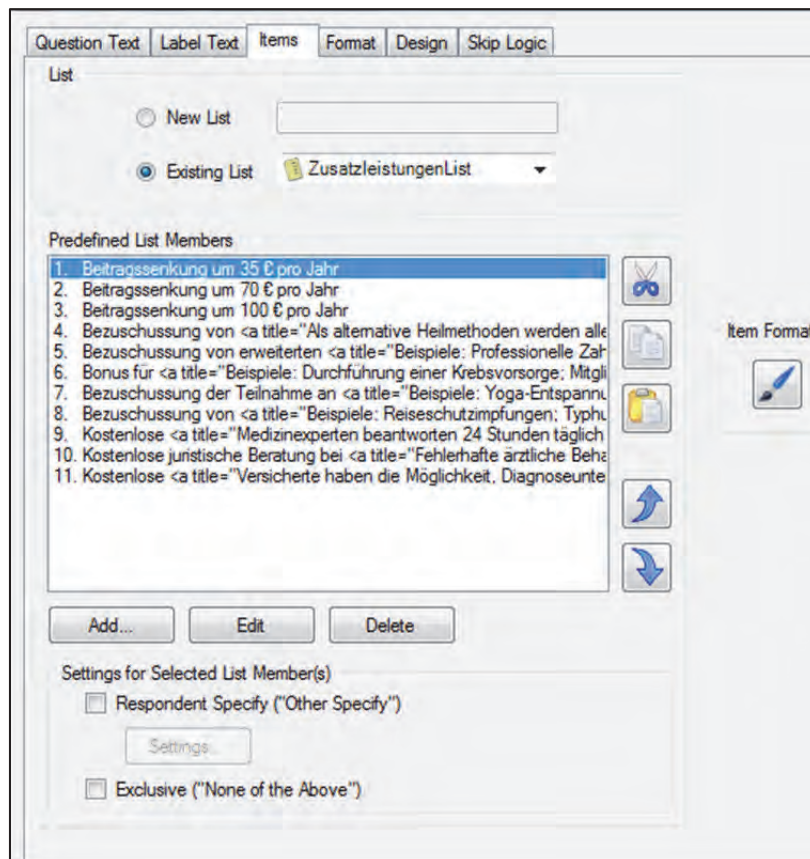 Question Text Label Text Items Format Design Skip Logic
List
New List
Existing List ZusatzleistungenList
Predefined List Members
1. Beitragssenkung um 35 € pro Jahr
2. Beitragssenkung um 70 € pro Jahr
3. Beitragssenkung um 100 € pro Jahr
4. Bezuschussung von <a title="Als alternative Heilmethoden werden alle
5. Bezuschussung von erweiterten <a title="Beispiele: Professionelle Zah
6. Bonus für <a title="Beispiele: Durchführung einer Krebsvorsorge; Mitgli
7. Bezuschussung der Teilnahme an <a title="Beispiele: Yoga-Entspannu
8. Bezuschussung von <a title="Beispiele: Reiseschutzimpfungen; Typhu
9. Kostenlose <a title="Medizinexperten beantworten 24 Stunden täglich
10. Kostenlose juristische Beratung bei <a title="Fehlerhafte ärztliche Beha
11. Kostenlose <a title="Versicherte haben die Möglichkeit, Diagnoseunte
Item Format
Add... Edit Delete
Settings for Selected List Member(s)
Respondent Specify ("Other Specify")
Settings...
Exclusive ("None of the Above")